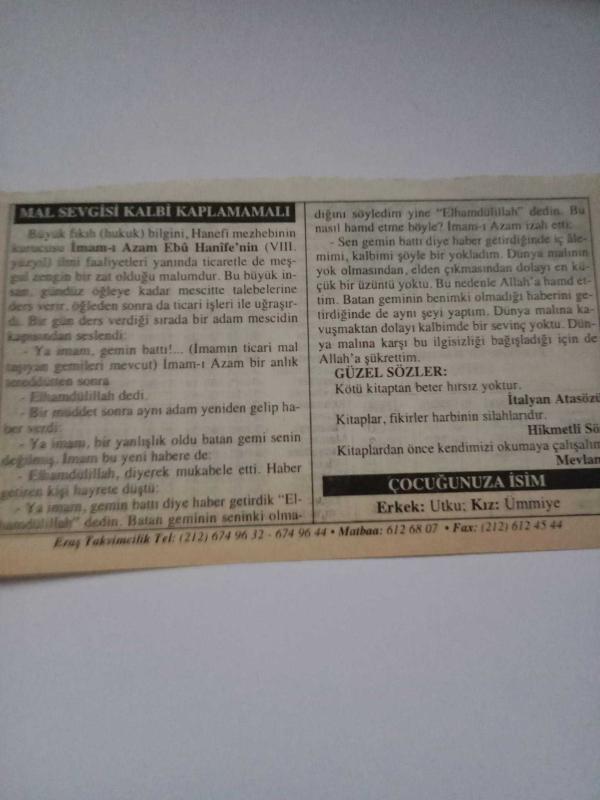 MAL SEVGİSİ KALBİ KAPLAMAMALI
Büyük fıkıh (hukuk) bilgini, Hanefi mezhebinin
kurucusu İmam-ı Azam Ebû Hanîfe'nin (VIII.
yüzyıl) ilmi faaliyetleri yanında ticaretle de meş-
gul zengin bir zat olduğu malumdur. Bu büyük in-
san, gündüz öğleye kadar mescitte talebelerine
ders verir, öğleden sonra da ticari işleri ile uğraşır-
dı. Bir gün ders verdiği sırada bir adam mescidin
kapısından seslendi:
- Ya imam, gemin battı!... (İmamın ticari mal
taşıyan gemileri mevcut) İmam-ı Azam bir anlık
tereddütten sonra
- Elhamdülillah dedi.
- Bir müddet sonra aynı adam yeniden gelip ha-
ber verdi:
- Ya imam, bir yanlışlık oldu batan gemi senin
değilmiş. İmam bu yeni habere de:
- Elhamdülillah, diyerek mukabele etti. Haber
getiren kişi hayrete düştü:
- Ya imam, gemin battı diye haber getirdik "El-
hamdülillah" dedin. Batan geminin seninki olma-
dığını söyledim yine "Elhamdülillah" dedin. Bu
nasıl hamd etme böyle? İmam-ı Azam izah etti:
- Sen gemin battı diye haber getirdiğinde iç âle-
mimi, kalbimi şöyle bir yokladım. Dünya malının
yok olmasından, elden çıkmasından dolayı en kü-
çük bir üzüntü yoktu. Bu nedenle Allah'a hamd et-
tim. Batan geminin benimki olmadığı haberini ge-
tirdiğinde de aynı şeyi yaptım. Dünya malına ka-
vuşmaktan dolayı kalbimde bir sevinç yoktu. Dün-
ya malına karşı bu ilgisizliği bağışladığı için de
Allah'a şükrettim.
GÜZEL SÖZLER:
Kötü kitaptan beter hırsız yoktur.
İtalyan Atasözü
Kitaplar, fikirler harbinin silahlarıdır.
Hikmetli Sö
Kitaplardan önce kendimizi okumaya çalışalım
Mevlan
ÇOCUĞUNUZA İSİM
Erkek: Utku; Kız: Ümmiye
Eraş Takvimcilik Tel: (212) 674 96 32 - 674 96 44 • Matbaa: 612 68 07 • Fax: (212) 612 45 44